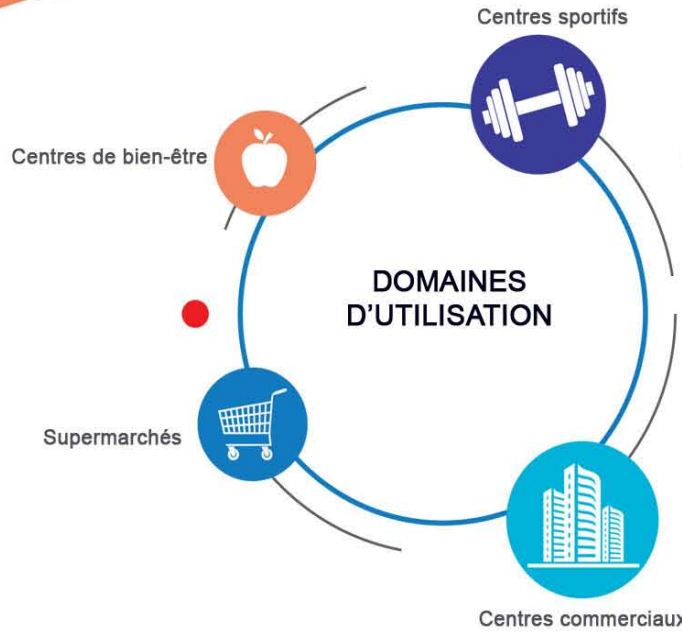 Centres sportifs
Centres de bien-être
DOMAINES
D'UTILISATION
Supermarchés
Centres commerciaux